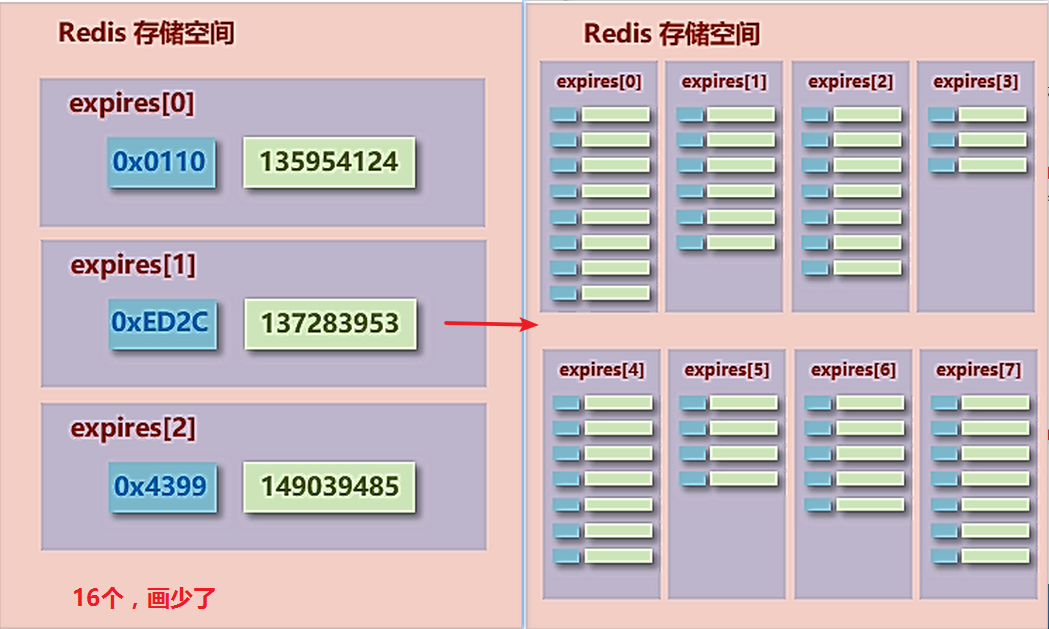 Redis 存储空间
expires[0]
0x0110 135954124
expires[1]
0xED2C 137283953
expires[2]
0x4399 149039485
16个，画少了
Redis 存储空间
expires[0] expires[1] expires[2] expires[3]
expires[4] expires[5] expires[6] expires[7]